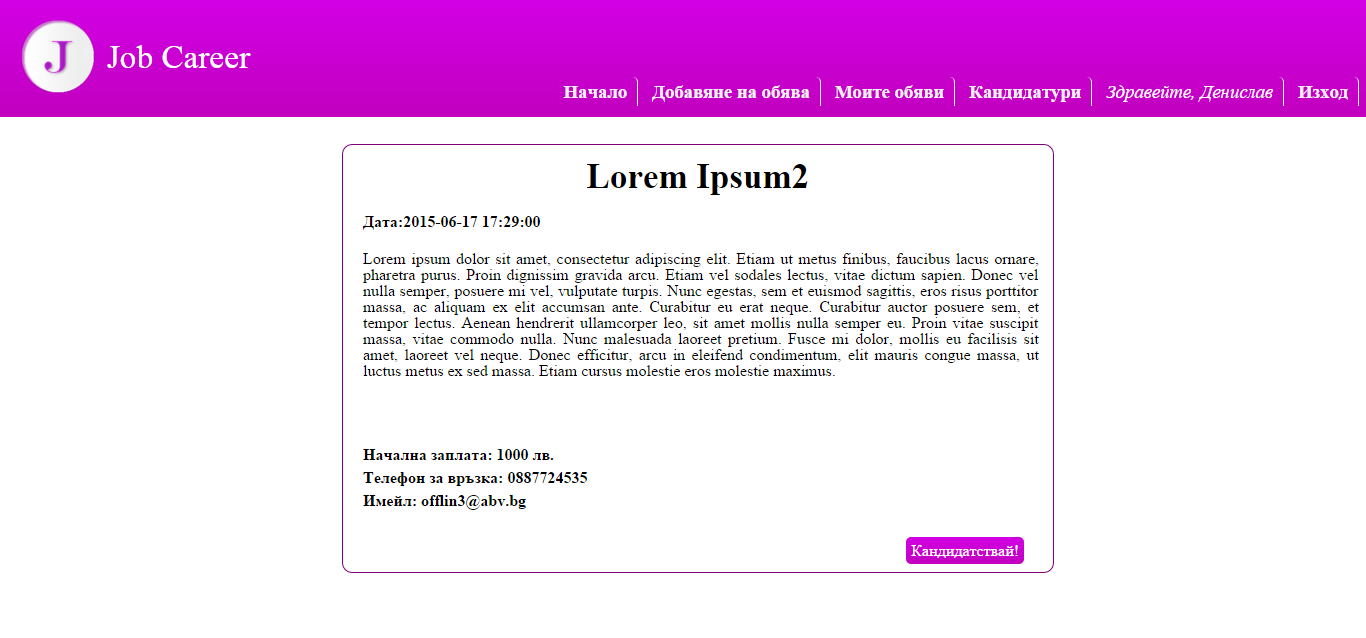 J
Job Career
Начало
Добавяне на обява
Моите обяви
Кандидатури
Здравейте, Денислав
Изход
Lorem Ipsum2
Дата:2015-06-17 17:29:00
Lorem ipsum dolor sit amet, consectetur adipiscing elit. Etiam ut metus finibus, faucibus lacus ornare,
pharetra purus. Proin dignissim gravida arcu. Etiam vel sodales lectus, vitae dictum sapien. Donec vel
nulla semper, posuere mi vel, vulputate turpis. Nunc egestas, sem et euismod sagittis, eros risus porttitor
massa, ac aliquam ex elit accumsan ante. Curabitur eu erat neque. Curabitur auctor posuere sem, et
tempor lectus. Aenean hendrerit ullamcorper leo, sit amet mollis nulla semper eu. Proin vitae suscipit
massa, vitae commodo nulla. Nunc malesuada laoreet pretium. Fusce mi dolor, mollis eu facilisis sit
amet, laoreet vel neque. Donec efficitur, arcu in eleifend condimentum, elit mauris congue massa, ut
luctus metus ex sed massa. Etiam cursus molestie eros molestie maximus.
Начална заплата: 1000 лв.
Телефон за връзка: 0887724535
Имейл: offlin3@abv.bg
Кандидатствай!